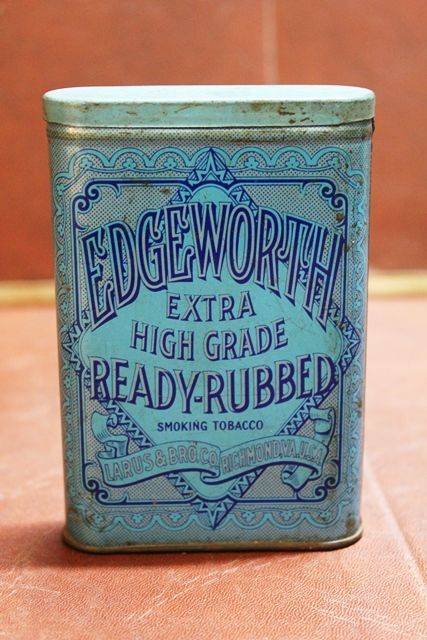 EDGEWORTH
EXTRA
HIGH GRADE
READY-RUBBED
SMOKING TOBACCO
LARUS & BRO. CO. RICHMOND, VA. U.S.A.